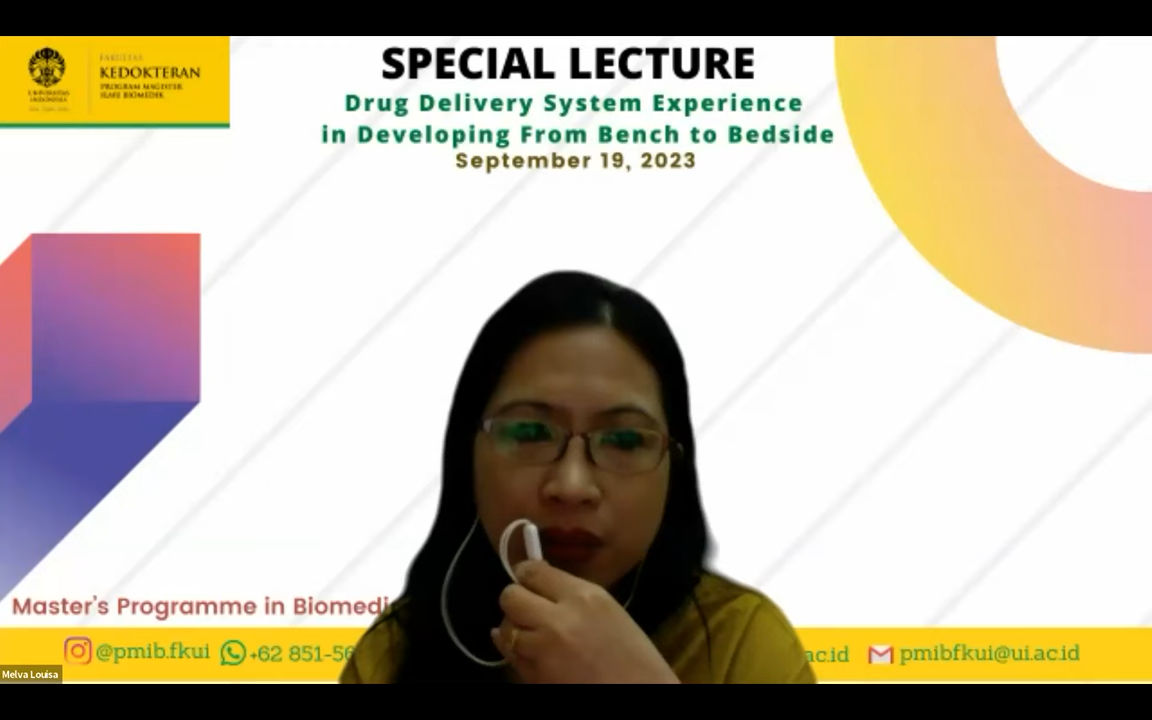 UNIVERSITAS
INDONESIA
FAKULTAS
KEDOKTERAN
PROGRAM MAGISTER
ILMU BIOMEDIK
SPECIAL LECTURE
Drug Delivery System Experience
in Developing From Bench to Bedside
September 19, 2023
Master's Programme in Biomedi
@pmib.fkui
+62 851-56
ac.id
pmibfkui@ui.ac.id
Melva Louisa